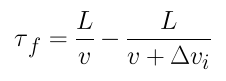 τ_f = L/v − L/(v + Δv_i)